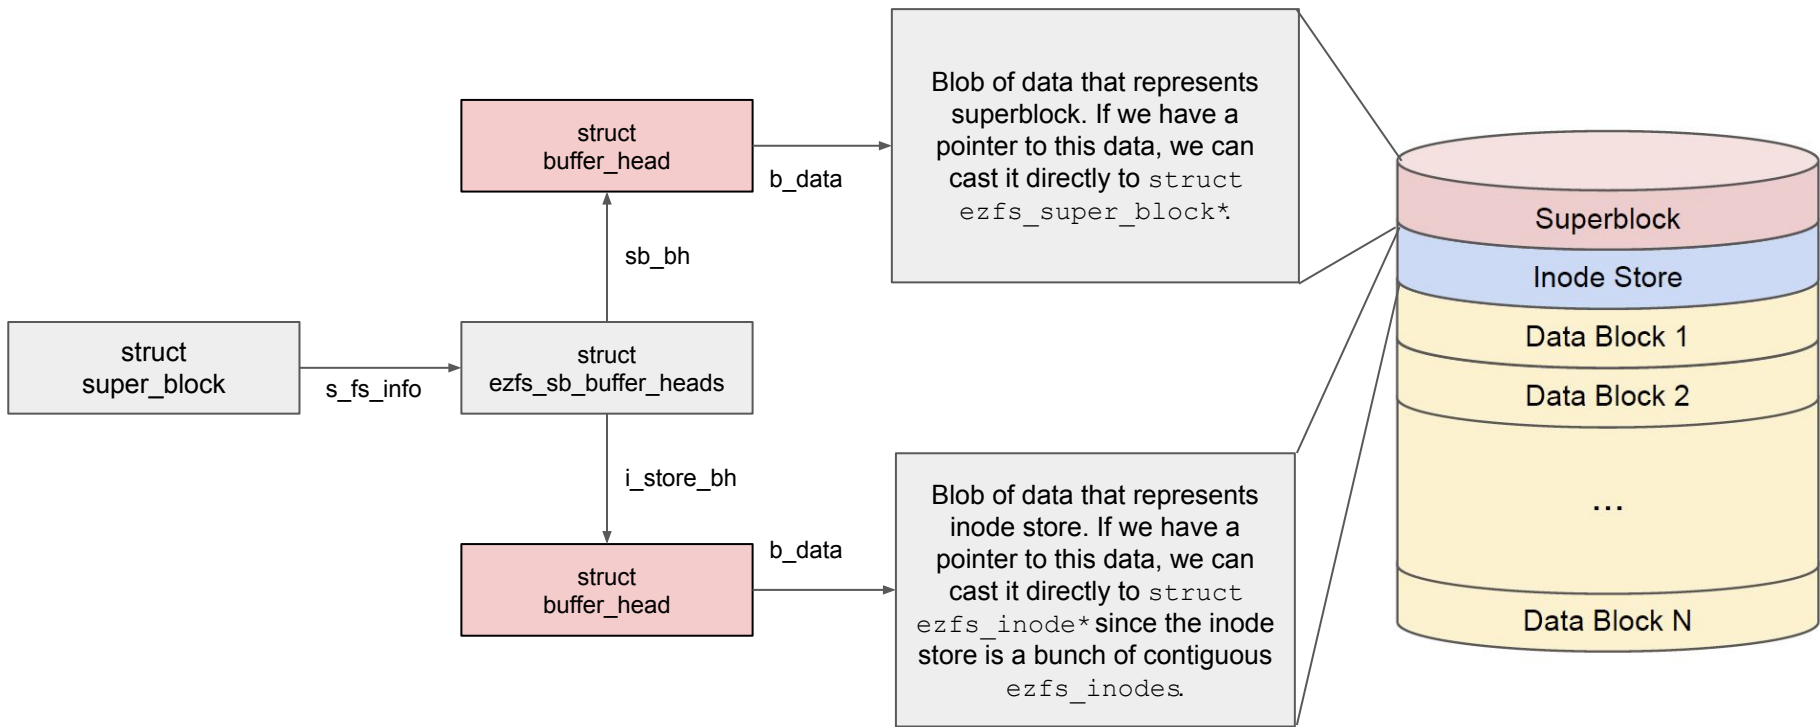 struct
super_block
s_fs_info
struct
ezfs_sb_buffer_heads
sb_bh
struct
buffer_head
b_data
Blob of data that represents
superblock. If we have a
pointer to this data, we can
cast it directly to struct
ezfs_super_block*.
i_store_bh
struct
buffer_head
b_data
Blob of data that represents
inode store. If we have a
pointer to this data, we can
cast it directly to struct
ezfs_inode* since the inode
store is a bunch of contiguous
ezfs_inodes.
Superblock
Inode Store
Data Block 1
Data Block 2
...
Data Block N